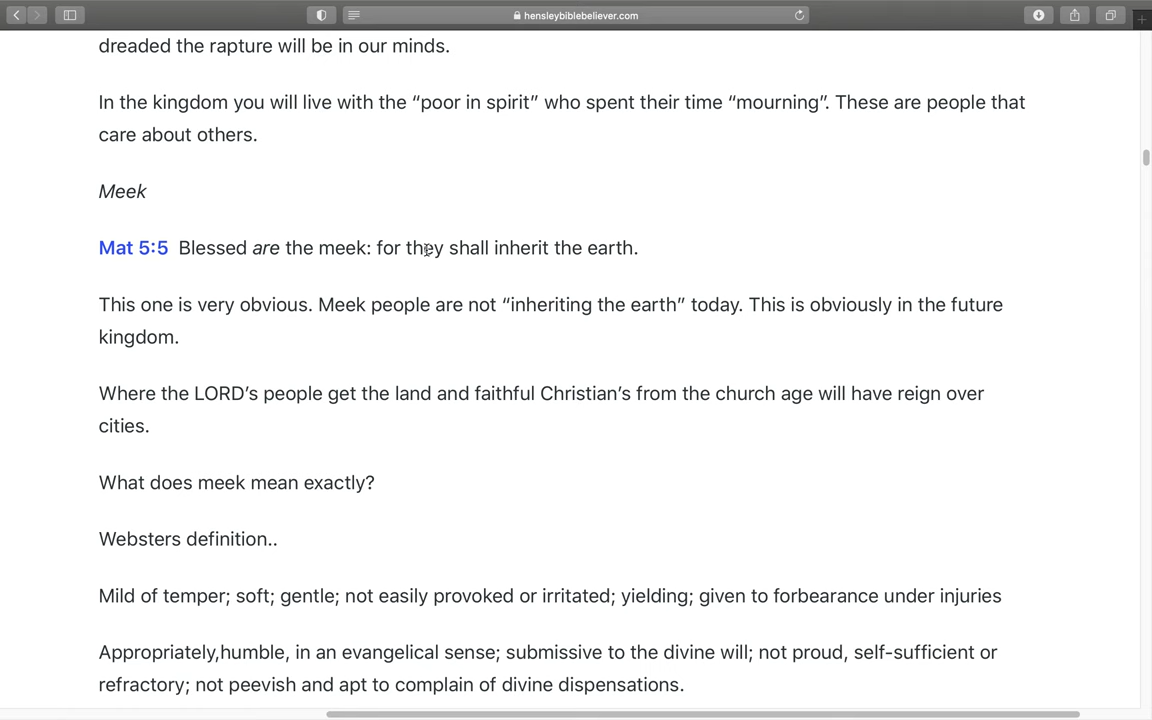 hensleybiblebeliever.com
dreaded the rapture will be in our minds.
In the kingdom you will live with the “poor in spirit” who spent their time “mourning”. These are people that
care about others.
Meek
Mat 5:5 Blessed are the meek: for they shall inherit the earth.
This one is very obvious. Meek people are not “inheriting the earth” today. This is obviously in the future
kingdom.
Where the LORD’s people get the land and faithful Christian’s from the church age will have reign over
cities.
What does meek mean exactly?
Websters definition..
Mild of temper; soft; gentle; not easily provoked or irritated; yielding; given to forbearance under injuries
Appropriately,humble, in an evangelical sense; submissive to the divine will; not proud, self-sufficient or
refractory; not peevish and apt to complain of divine dispensations.